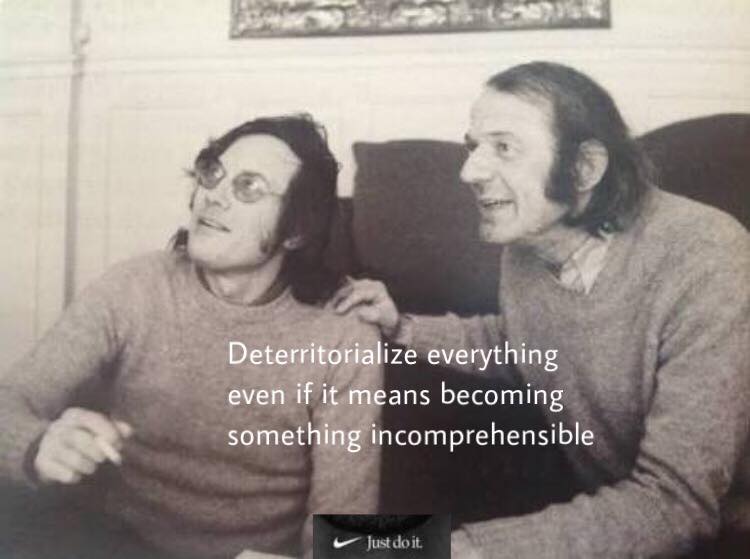 Deterritorialize everything
even if it means becoming
something incomprehensible
Just do it.